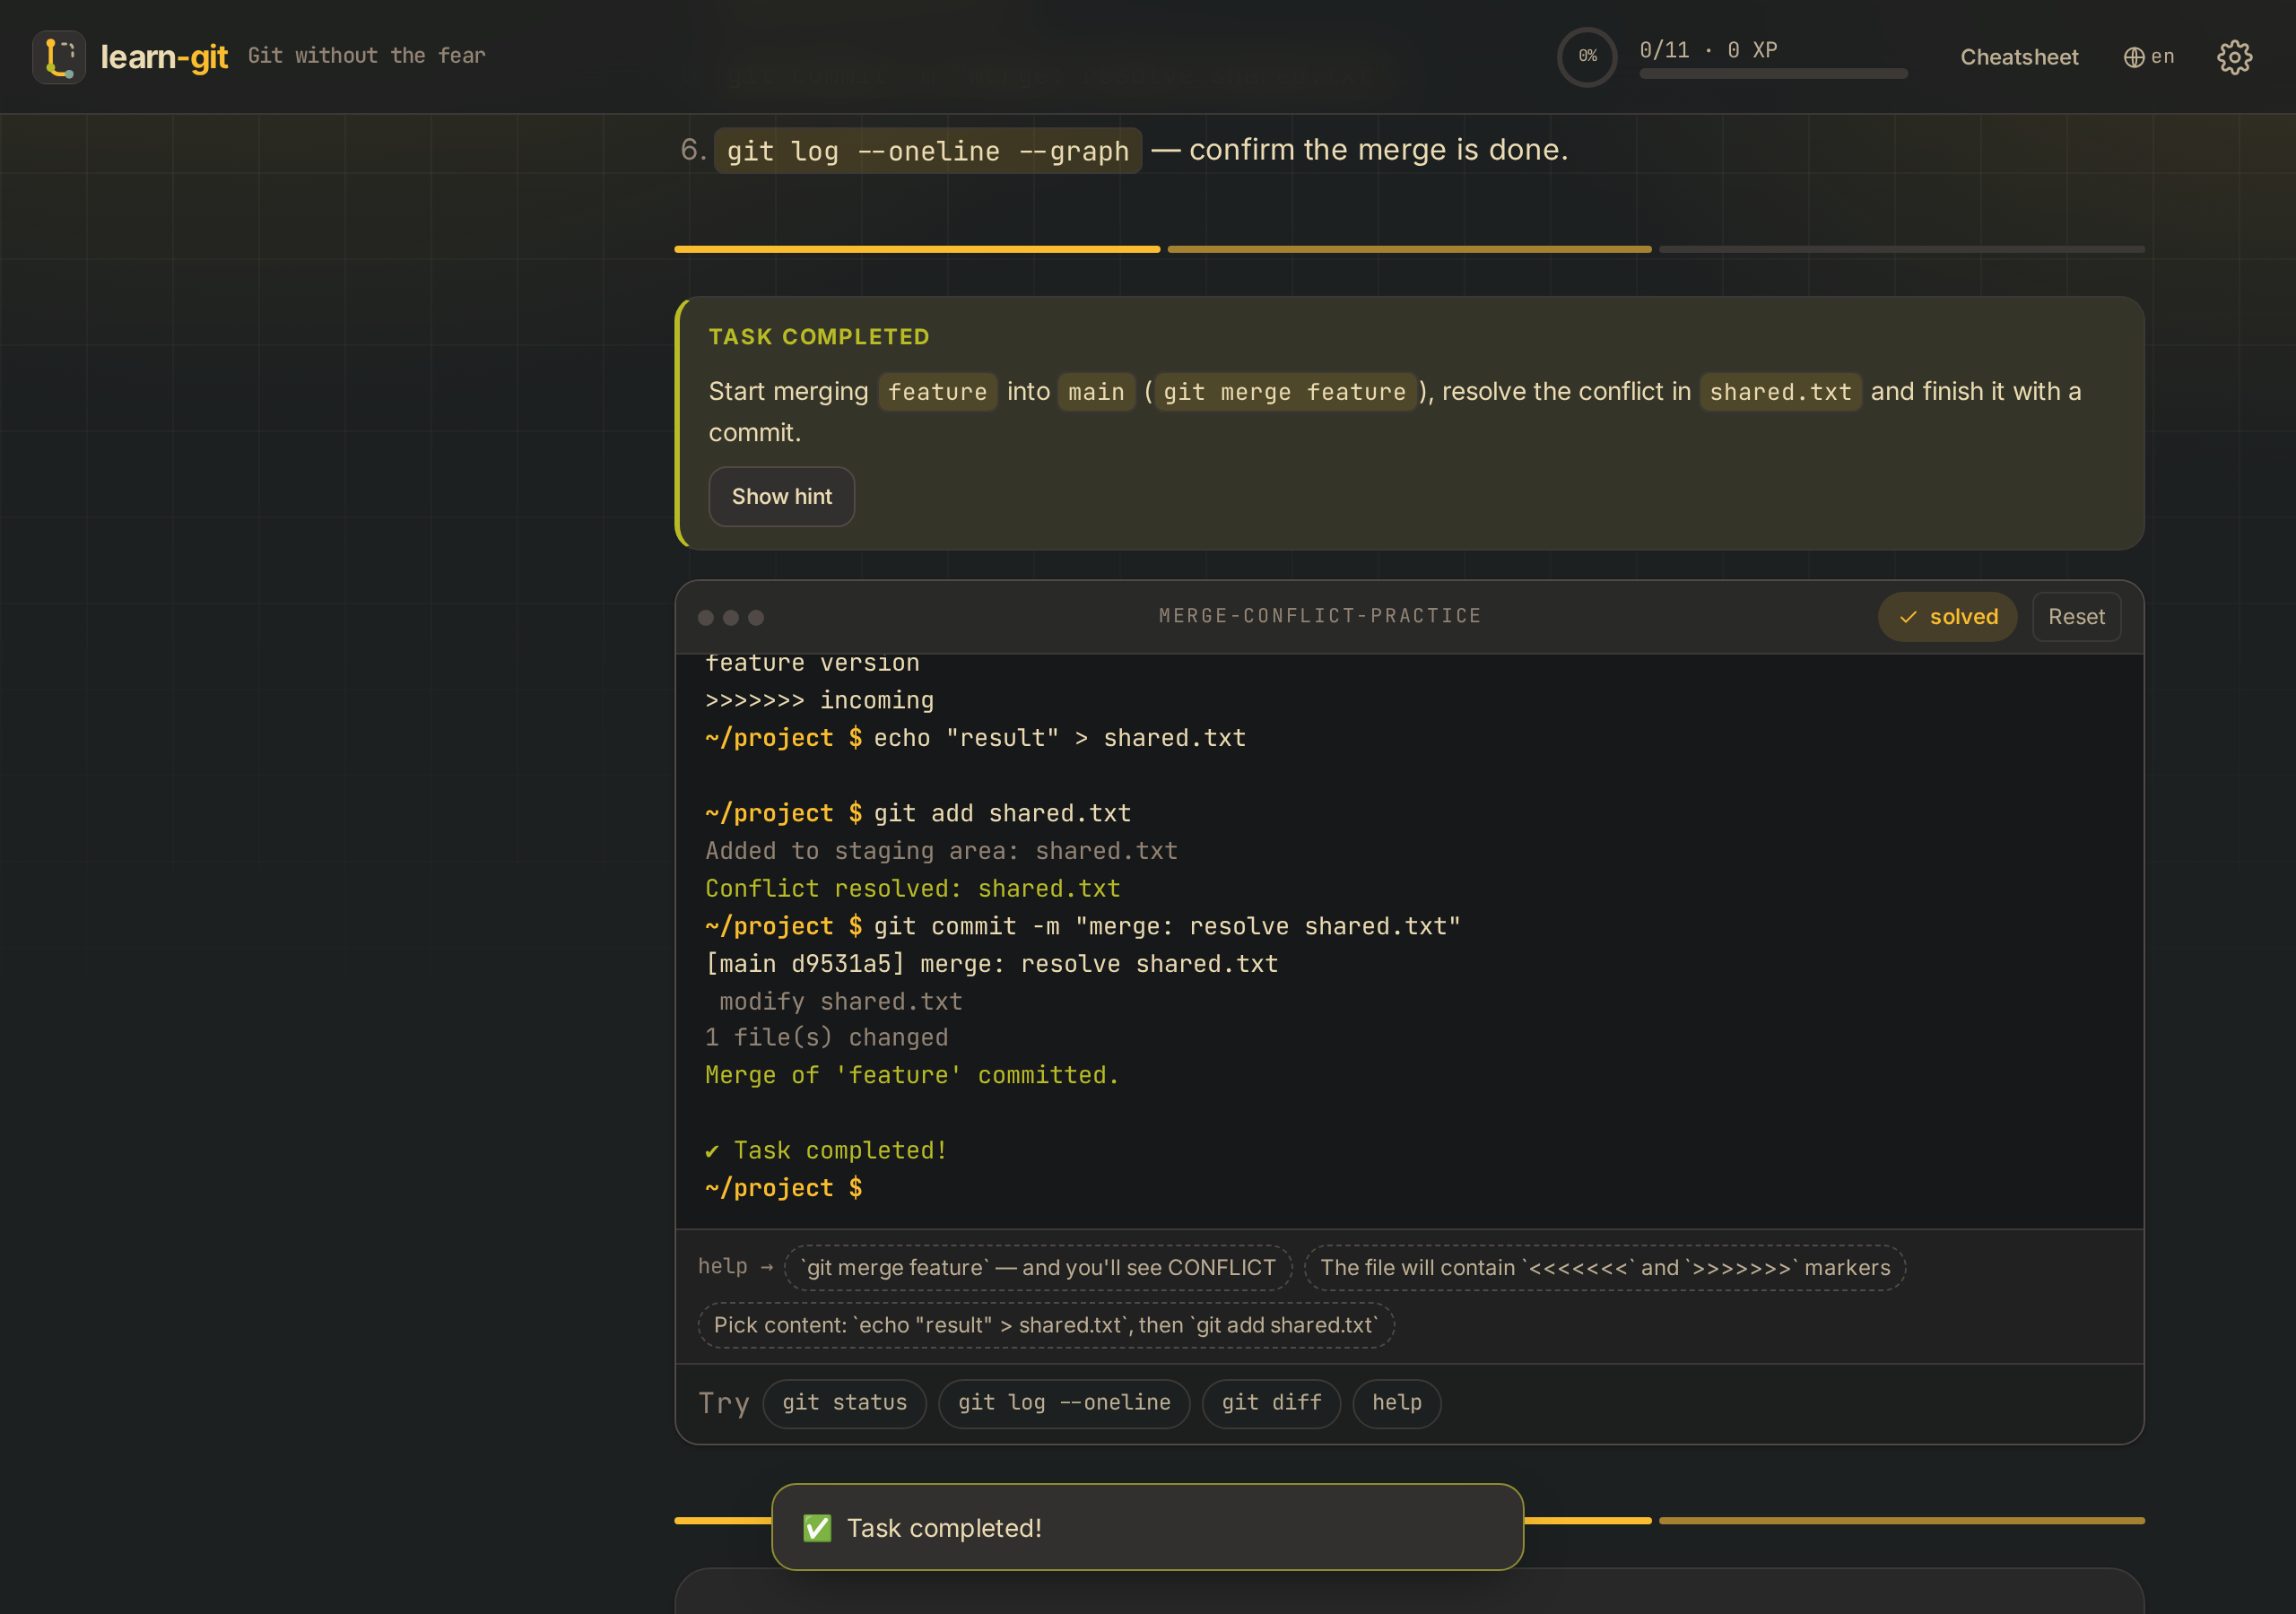 learn-git Git without the fear 0% 0/11 · 0 XP Cheatsheet en
6. git log --oneline --graph — confirm the merge is done.
TASK COMPLETED
Start merging feature into main (git merge feature), resolve the conflict in shared.txt and finish it with a
commit.
Show hint
MERGE-CONFLICT-PRACTICE ✓ solved Reset
feature version
>>>>>>> incoming
~/project $ echo "result" > shared.txt
~/project $ git add shared.txt
Added to staging area: shared.txt
Conflict resolved: shared.txt
~/project $ git commit -m "merge: resolve shared.txt"
[main d9531a5] merge: resolve shared.txt
modify shared.txt
1 file(s) changed
Merge of 'feature' committed.
✔ Task completed!
~/project $
help → `git merge feature` — and you'll see CONFLICT The file will contain `<<<<<<<` and `>>>>>>>` markers
Pick content: `echo "result" > shared.txt`, then `git add shared.txt`
Try git status git log --oneline git diff help
✅ Task completed!